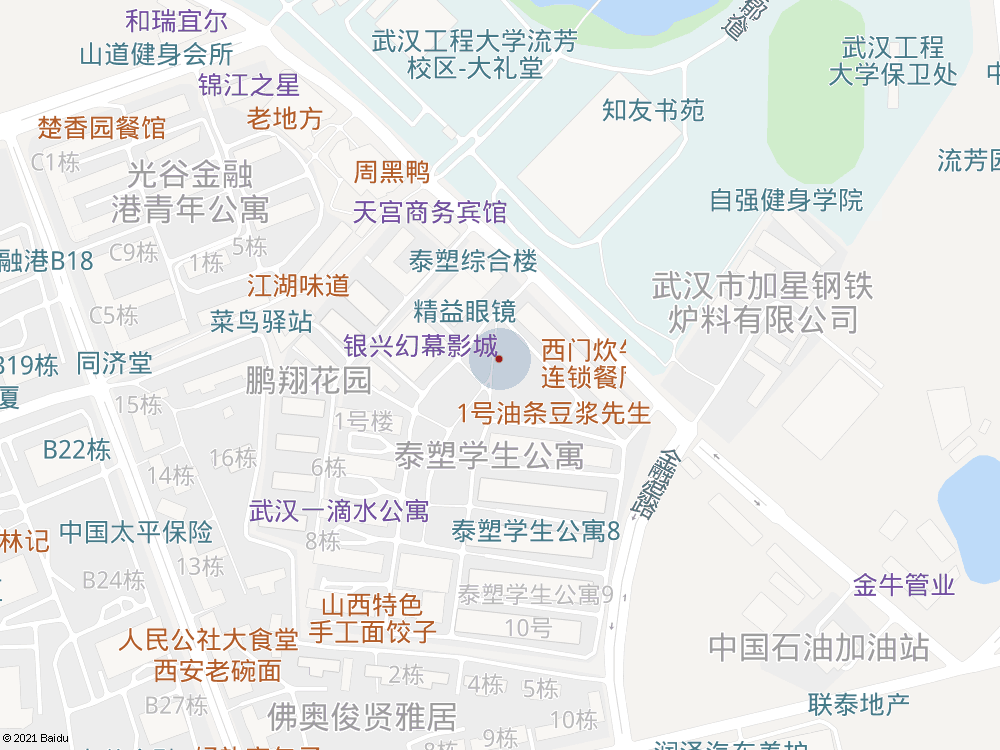 和瑞宜尔
山道健身会所
锦江之星
老地方
楚香园餐馆
C1栋
光谷金融
港青年公寓
周黑鸭
天宫商务宾馆
武汉工程大学流芳
校区-大礼堂
郁道
武汉工程
大学保卫处
中
知友书苑
流芳园
自强健身学院
C9栋
5栋
1栋
融港B18
泰塑综合楼
江湖味道
精益眼镜
C5栋
菜鸟驿站
银兴幻幕影城
武汉市加星钢铁
炉料有限公司
西门炊
连锁餐厅
B19栋
同济堂
厦
鹏翔花园
15栋
1号楼
1号油条豆浆先生
B22栋
16栋
14栋
6栋
泰塑学生公寓
武汉一滴水公寓
中国太平保险
林记
8栋
泰塑学生公寓8
13栋
B24栋
泰塑学生公寓9
金牛管业
山西特色
手工面饺子
10号
人民公社大食堂
西安老碗面
中国石油加油站
2栋
4栋
5栋
B27栋
佛奥俊贤雅居
10栋
联泰地产
9栋
8栋
润泽汽车养护
© 2021 Baidu